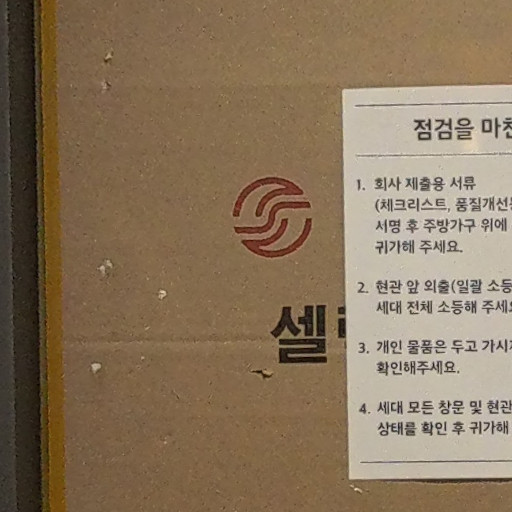 점검을 마친
1. 회사 제출용 서류
(체크리스트, 품질개선
서명 후 주방가구 위에
귀가해 주세요.
2. 현관 앞 외출(일괄 소등
세대 전체 소등해 주세요
3. 개인 물품은 두고 가시
확인해주세요.
4. 세대 모든 창문 및 현관
상태를 확인 후 귀가해
셀